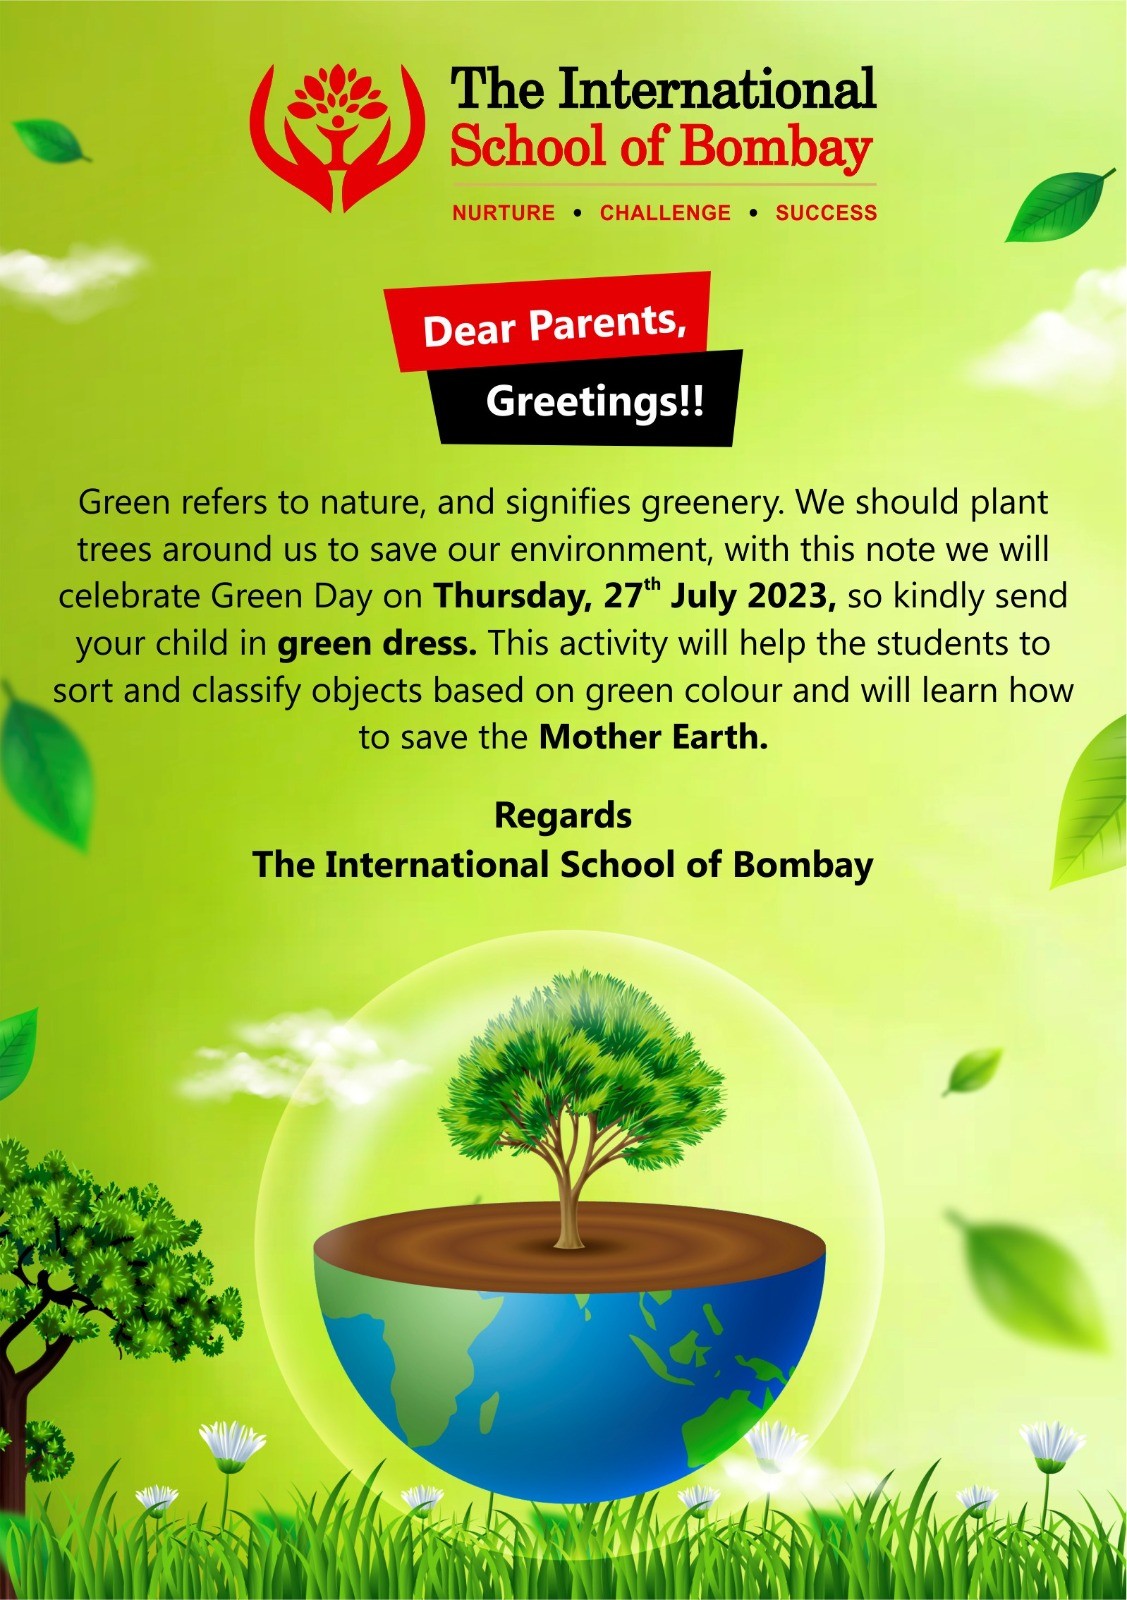 The International
School of Bombay
NURTURE • CHALLENGE • SUCCESS
Dear Parents,
Greetings!!
Green refers to nature, and signifies greenery. We should plant
trees around us to save our environment, with this note we will
celebrate Green Day on Thursday, 27th July 2023, so kindly send
your child in green dress. This activity will help the students to
sort and classify objects based on green colour and will learn how
to save the Mother Earth.
Regards
The International School of Bombay